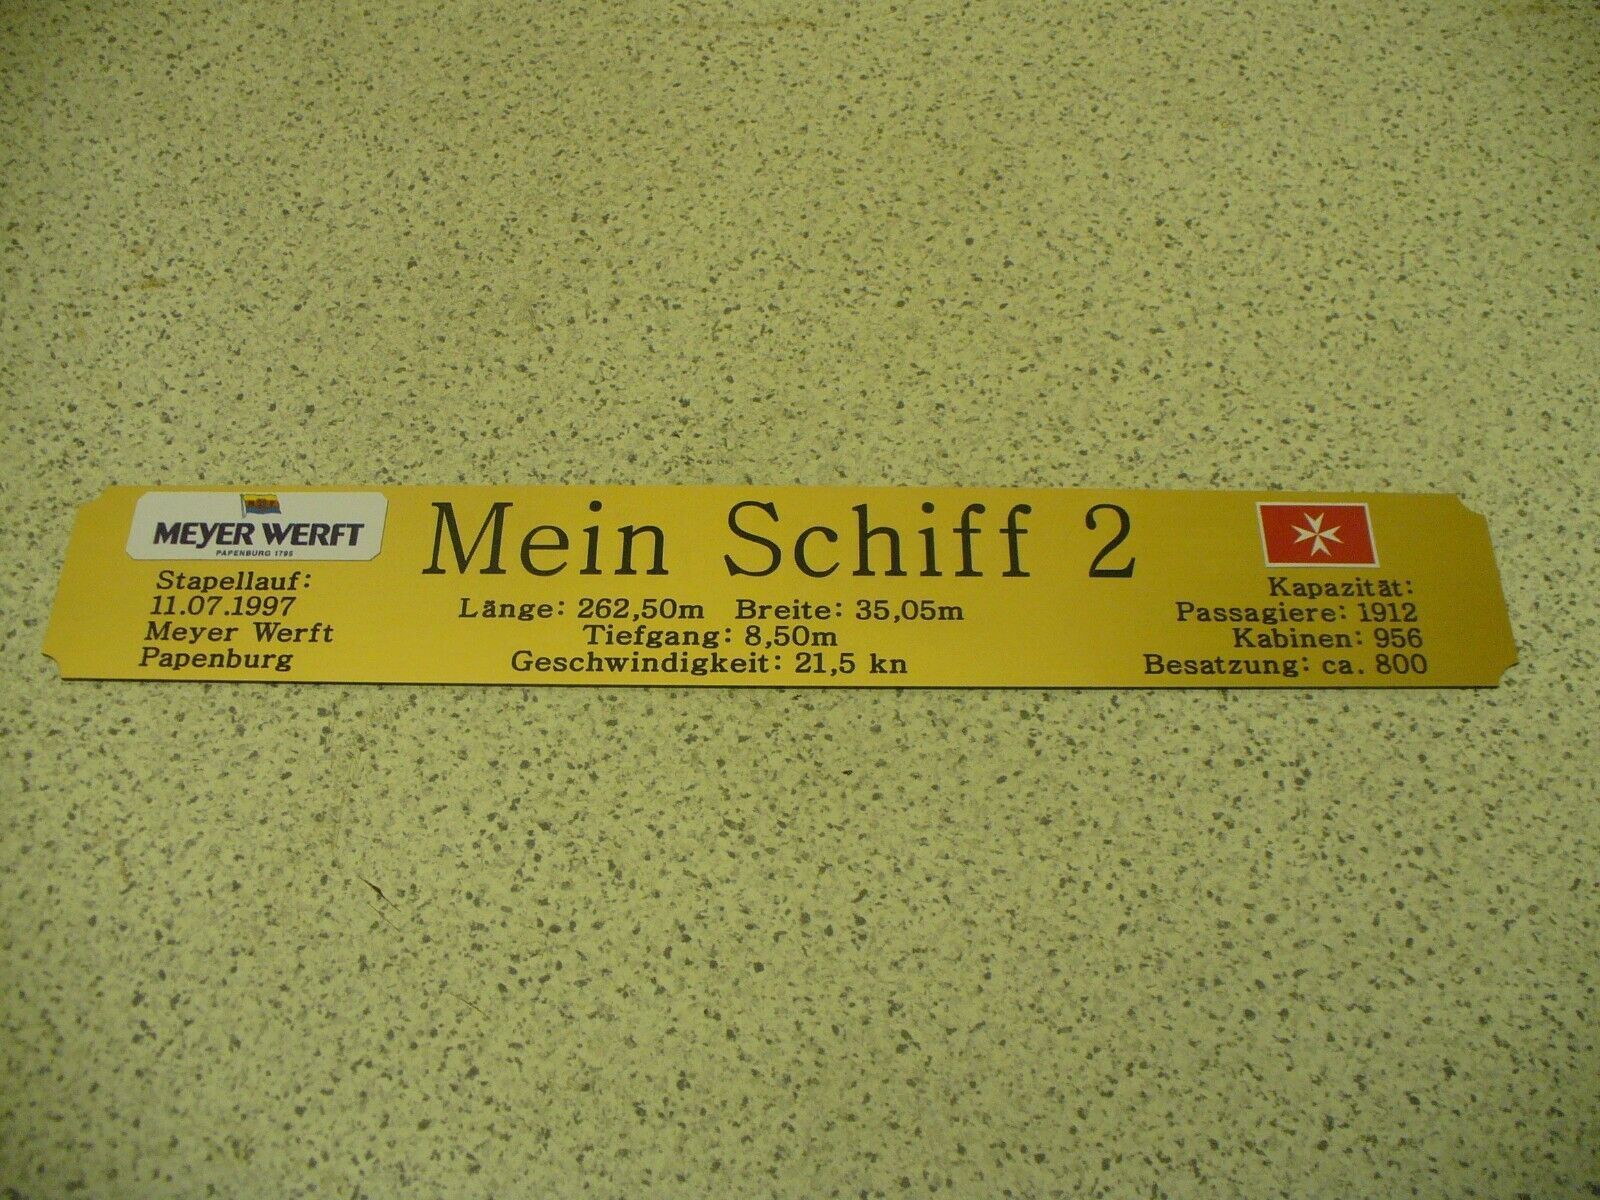 MEYER WERFT
PAPENBURG 1795
Stapellauf:
11.07.1997
Meyer Werft
Papenburg
Mein Schiff 2
Länge: 262,50m Breite: 35,05m
Tiefgang: 8,50m
Geschwindigkeit: 21,5 kn
Kapazität:
Passagiere: 1912
Kabinen: 956
Besatzung: ca. 800